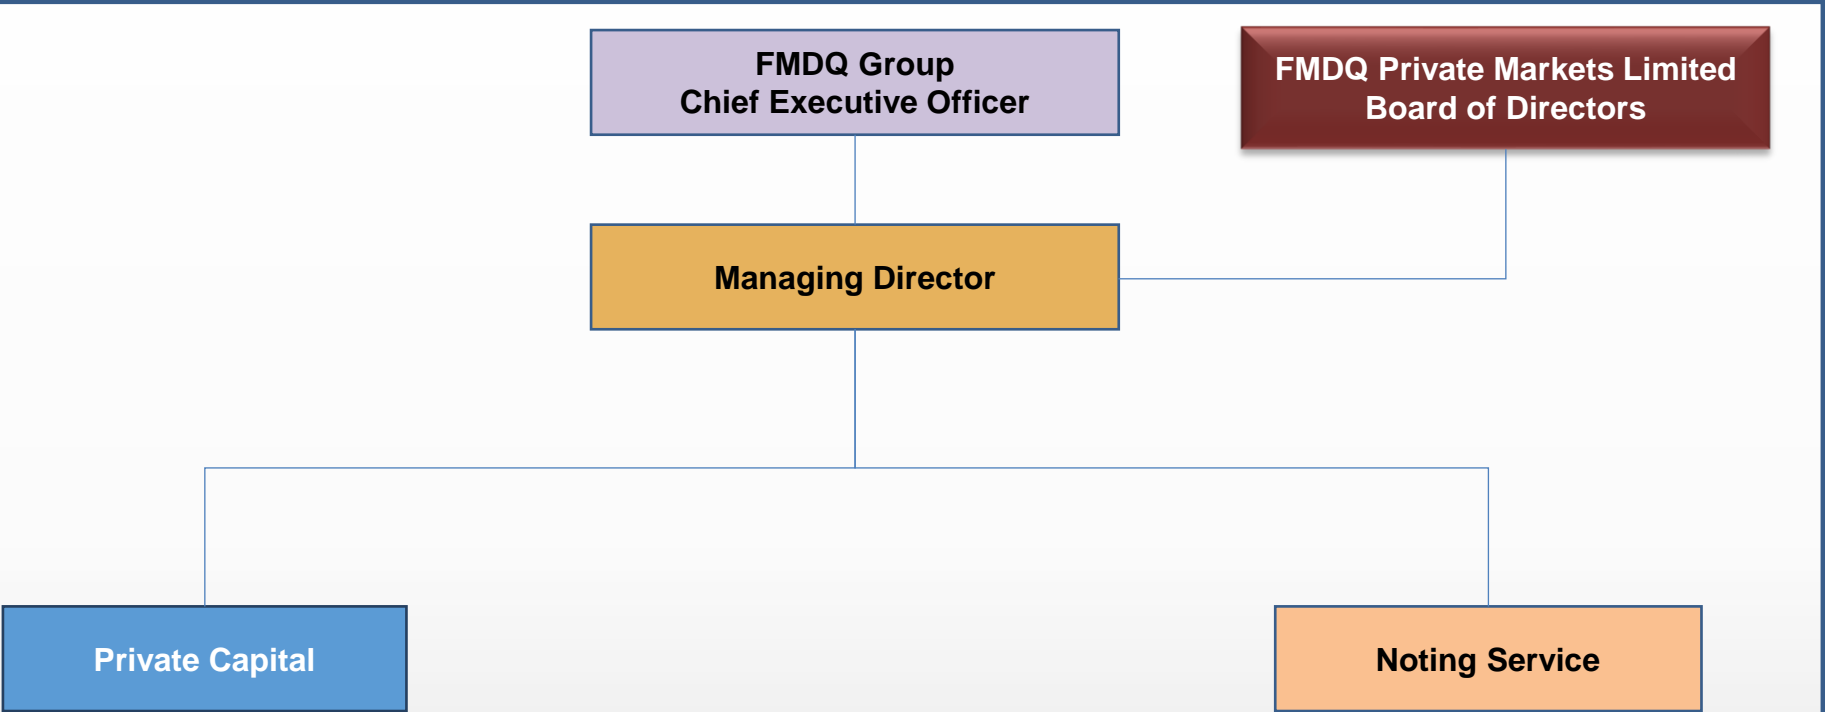 FMDQ Group
Chief Executive Officer
FMDQ Private Markets Limited
Board of Directors
Managing Director
Private Capital
Noting Service